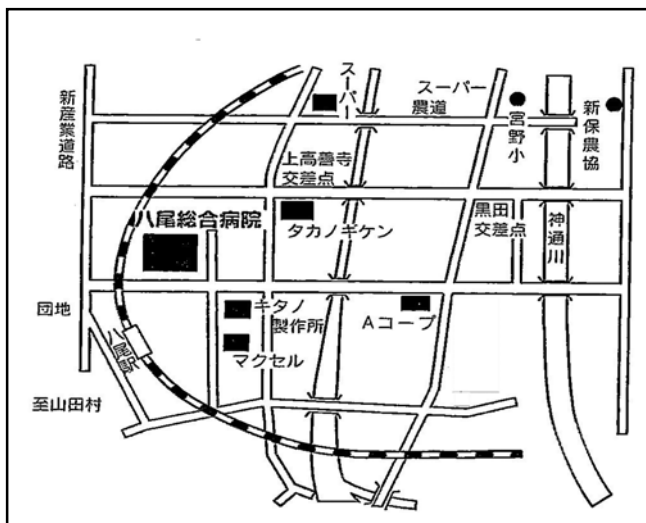 スーパー
スーパー
農道
宮野小
新保農協
新産業道路
上高善寺
交差点
八尾総合病院
タカノギケン
黒田
交差点
神通川
団地
キタノ
製作所
Aコープ
八尾駅
マクセル
至山田村